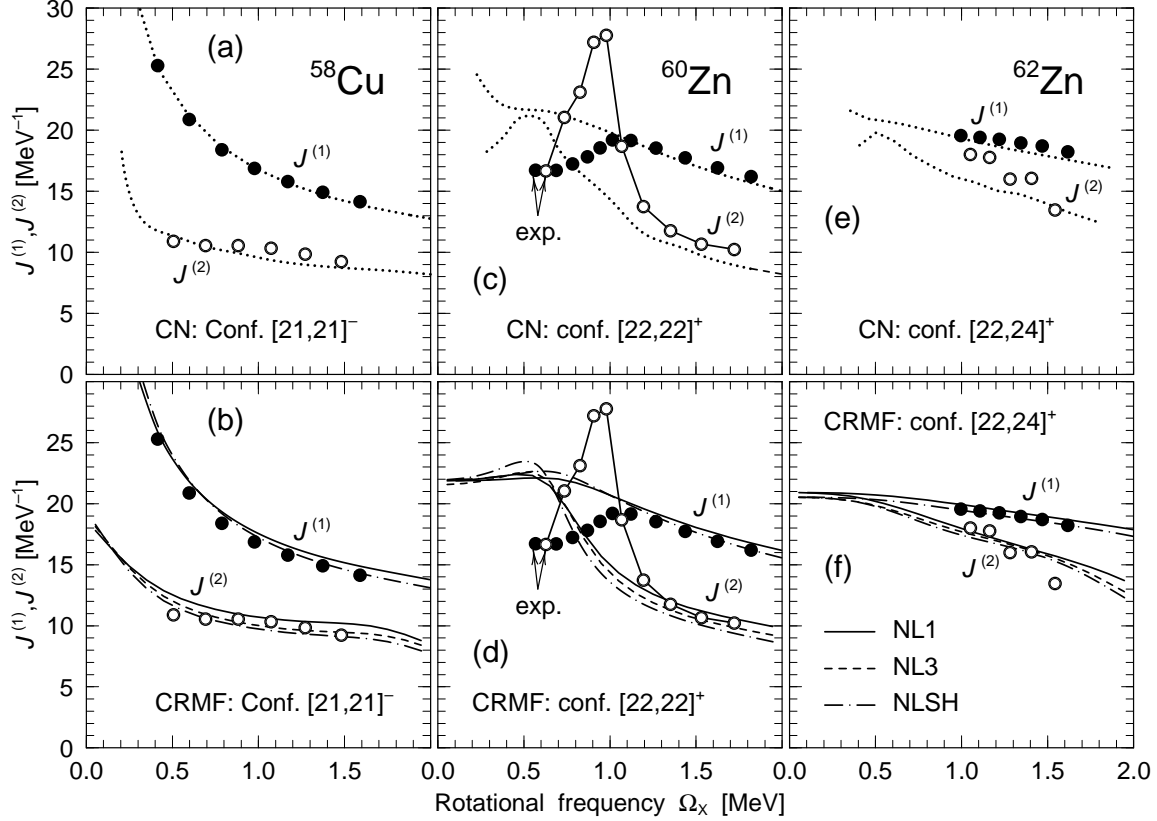 30
25
20
15
10
5
0
J(1),J(2) [MeV−1]
(a)
58Cu
J(1)
J(2)
CN: Conf. [21,21]−
60Zn
J(1)
exp.
J(2)
(c)
CN: conf. [22,22]+
62Zn
J(1)
J(2)
(e)
CN: conf. [22,24]+
25
20
15
10
5
0
J(1),J(2) [MeV−1]
(b)
J(1)
J(2)
CRMF: Conf. [21,21]−
J(1)
exp.
J(2)
(d)
CRMF: conf. [22,22]+
CRMF: conf. [22,24]+
J(1)
J(2)
(f)
NL1
NL3
NLSH
0.0 0.5 1.0 1.5 0.0 0.5 1.0 1.5 0.0 0.5 1.0 1.5 2.0
Rotational frequency ΩX [MeV]